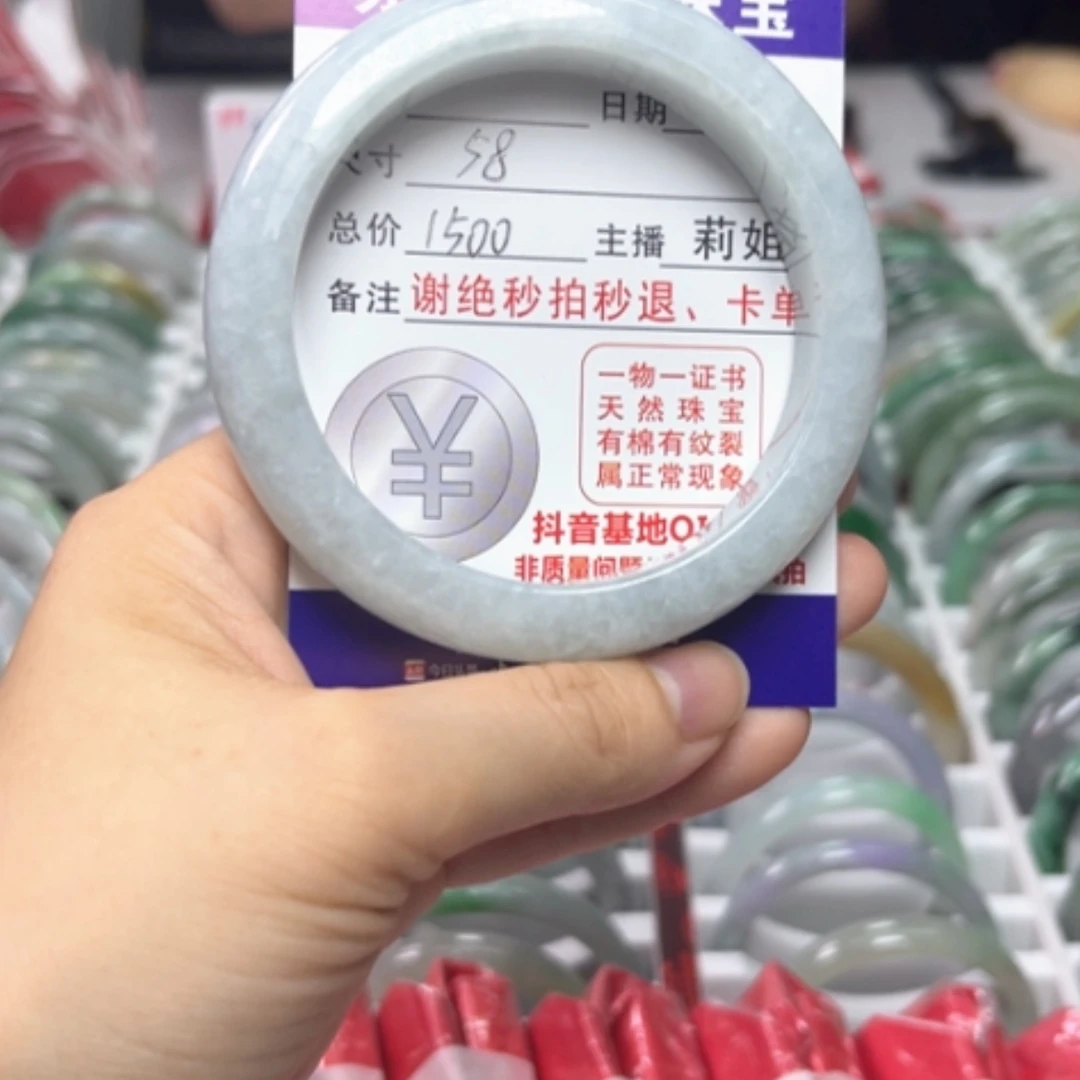 宝
日期
寸 58
总价 1500 主播 莉姐
备注 谢绝秒拍秒退、卡单
¥
一物一证书
天然珠宝
有棉有纹裂
属正常现象
抖音基地
非质量问题 拍